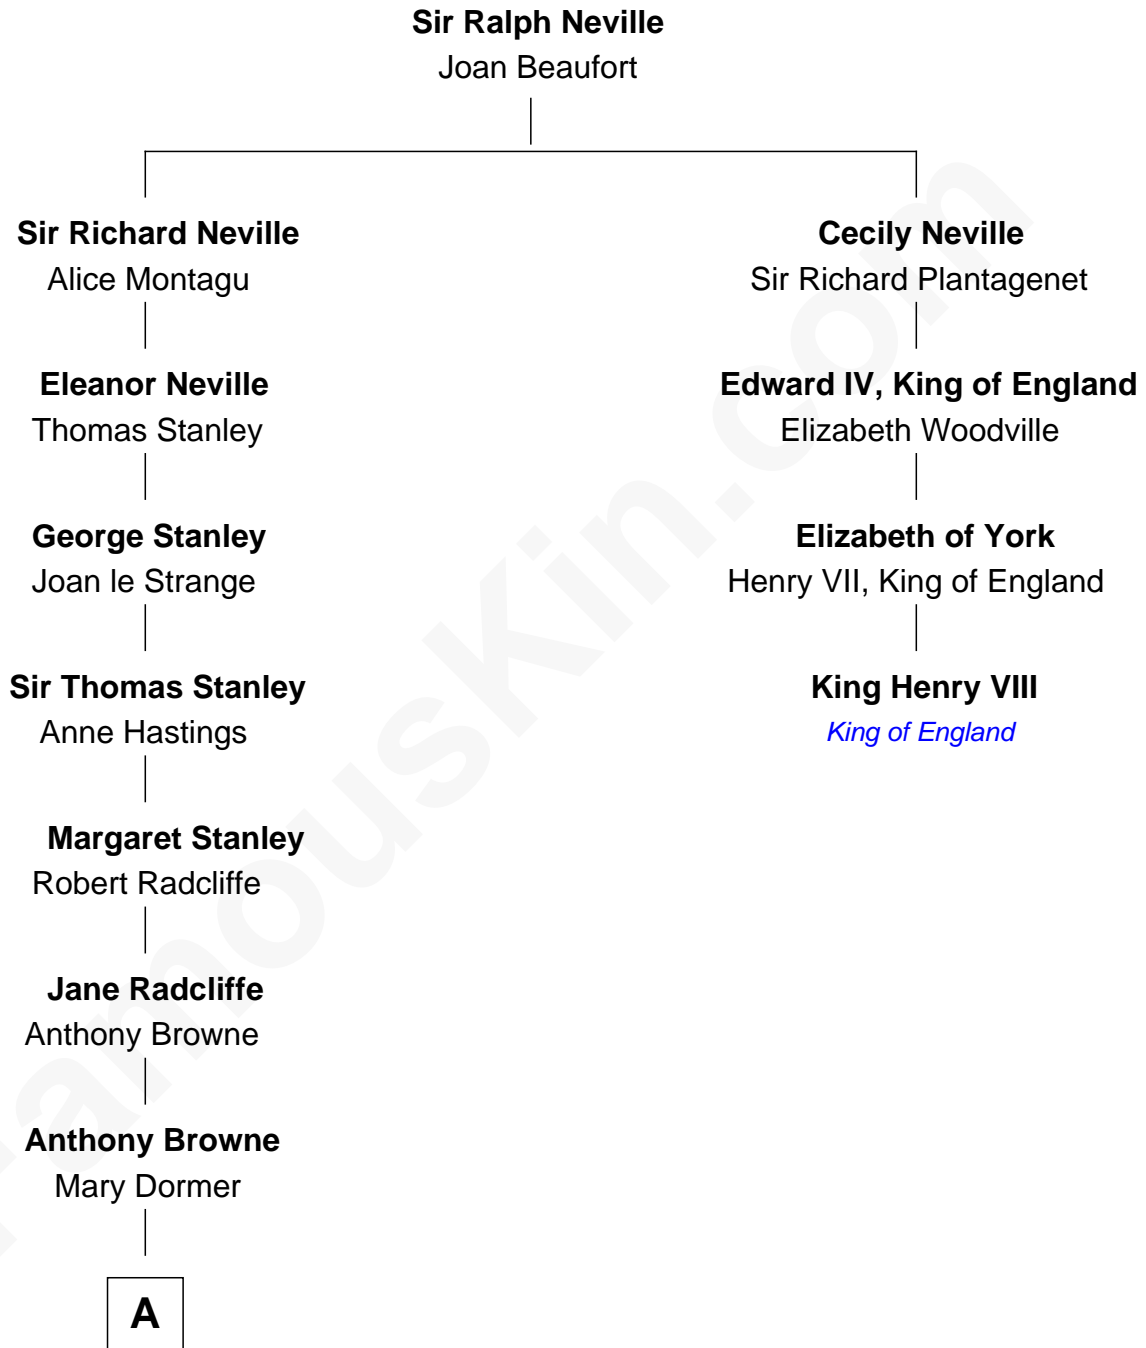 Sir Ralph Neville
Joan Beaufort
Sir Richard Neville
Alice Montagu
Cecily Neville
Sir Richard Plantagenet
Eleanor Neville
Thomas Stanley
Edward IV, King of England
Elizabeth Woodville
George Stanley
Joan le Strange
Elizabeth of York
Henry VII, King of England
Sir Thomas Stanley
Anne Hastings
King Henry VIII
King of England
Margaret Stanley
Robert Radcliffe
Jane Radcliffe
Anthony Browne
Anthony Browne
Mary Dormer
A
FamousKin.com